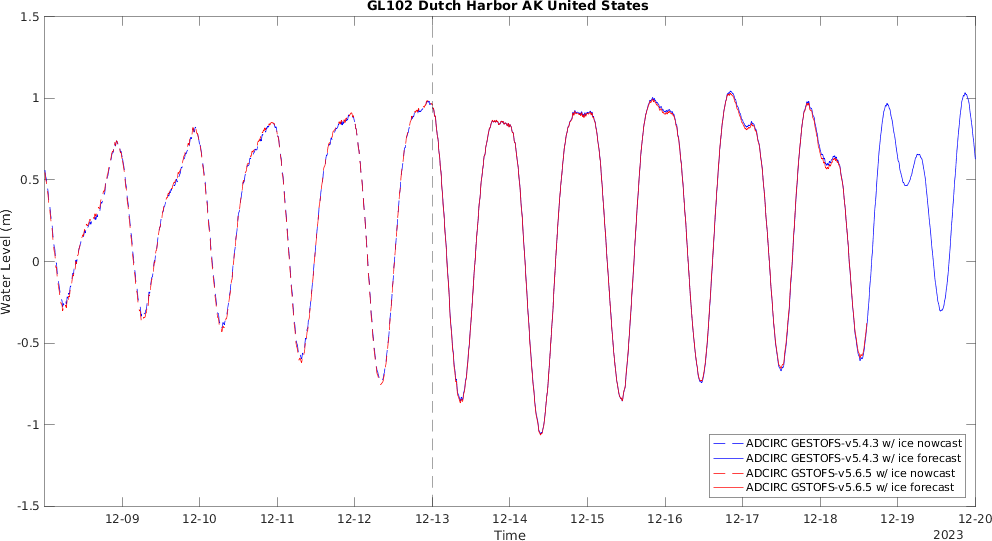 GL102 Dutch Harbor AK United States
1.5
1
0.5
0
-0.5
-1
-1.5
Water Level (m)
12-09 12-10 12-11 12-12 12-13 12-14 12-15 12-16 12-17 12-18 12-19 12-20
Time
2023
ADCIRC GESTOFS-v5.4.3 w/ ice nowcast
ADCIRC GESTOFS-v5.4.3 w/ ice forecast
ADCIRC GSTOFS-v5.6.5 w/ ice nowcast
ADCIRC GSTOFS-v5.6.5 w/ ice forecast